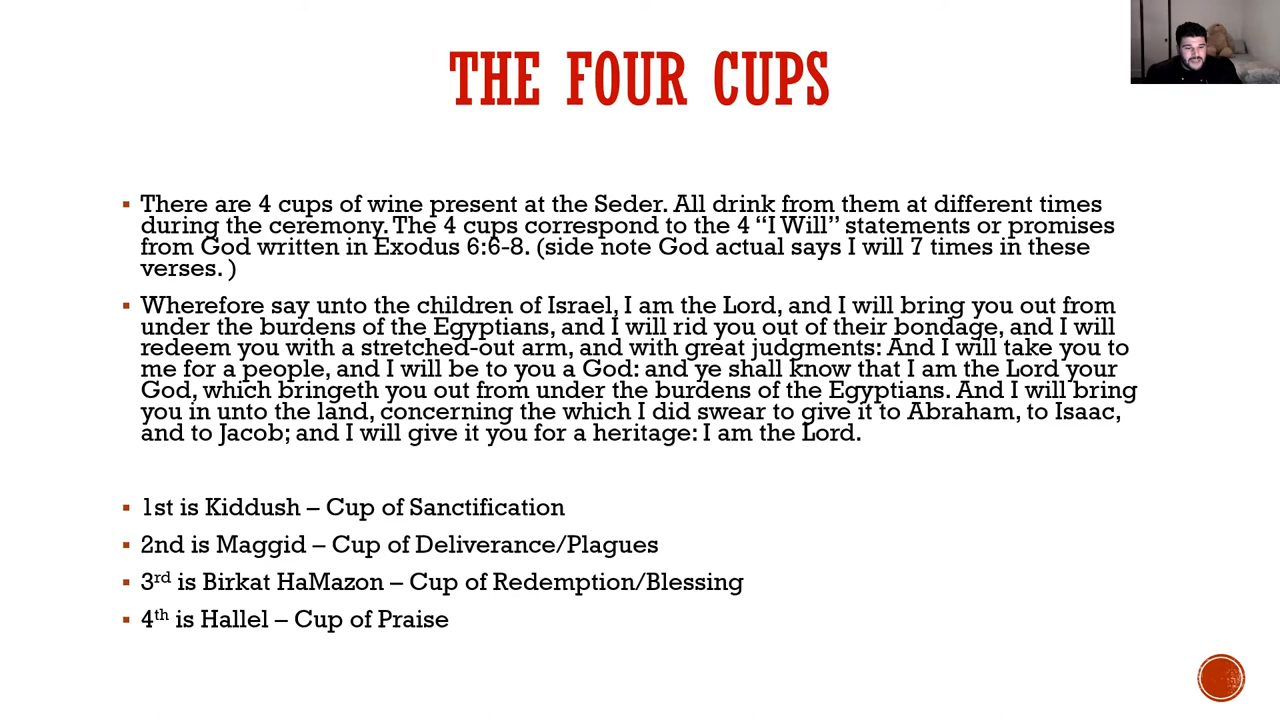 THE FOUR CUPS
There are 4 cups of wine present at the Seder. All drink from them at different times
during the ceremony. The 4 cups correspond to the 4 “I Will” statements or promises
from God written in Exodus 6:6-8. (side note God actual says I will 7 times in these
verses. )
Wherefore say unto the children of Israel, I am the Lord, and I will bring you out from
under the burdens of the Egyptians, and I will rid you out of their bondage, and I will
redeem you with a stretched-out arm, and with great judgments: And I will take you to
me for a people, and I will be to you a God: and ye shall know that I am the Lord your
God, which bringeth you out from under the burdens of the Egyptians. And I will bring
you in unto the land, concerning the which I did swear to give it to Abraham, to Isaac,
and to Jacob; and I will give it you for a heritage: I am the Lord.
1st is Kiddush – Cup of Sanctification
2nd is Maggid – Cup of Deliverance/Plagues
3rd is Birkat HaMazon – Cup of Redemption/Blessing
4th is Hallel – Cup of Praise